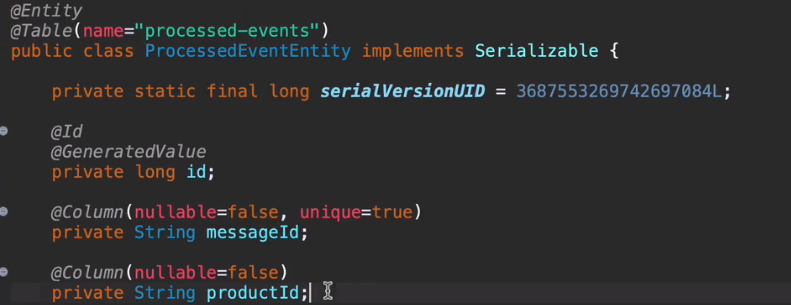 @Entity
@Table(name="processed-events")
public class ProcessedEventEntity implements Serializable {
private static final long serialVersionUID = 3687553269742697084L;
@Id
@GeneratedValue
private long id;
@Column(nullable=false, unique=true)
private String messageId;
@Column(nullable=false)
private String productId;